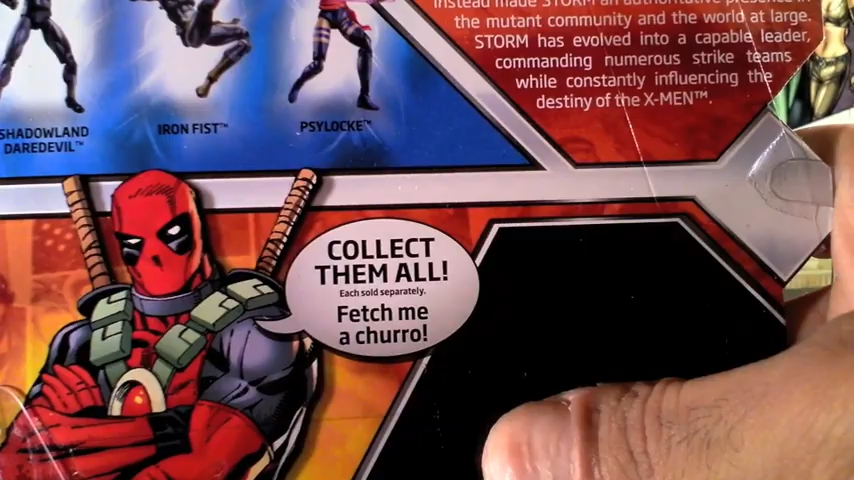 instead made STORM an authoritative presence in
the mutant community and the world at large.
STORM has evolved into a capable leader,
commanding numerous strike teams
while constantly influencing the
destiny of the X-MEN™.
SHADOWLAND
DAREDEVIL™
IRON FIST™
PSYLOCKE™
COLLECT
THEM ALL!
Each sold separately.
Fetch me
a churro!